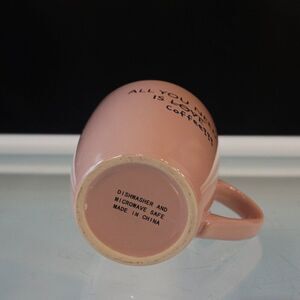 ALL YOU
IS LOVE
Coffee!!!
DISHWASHER AND
MICROWAVE SAFE
MADE IN CHINA